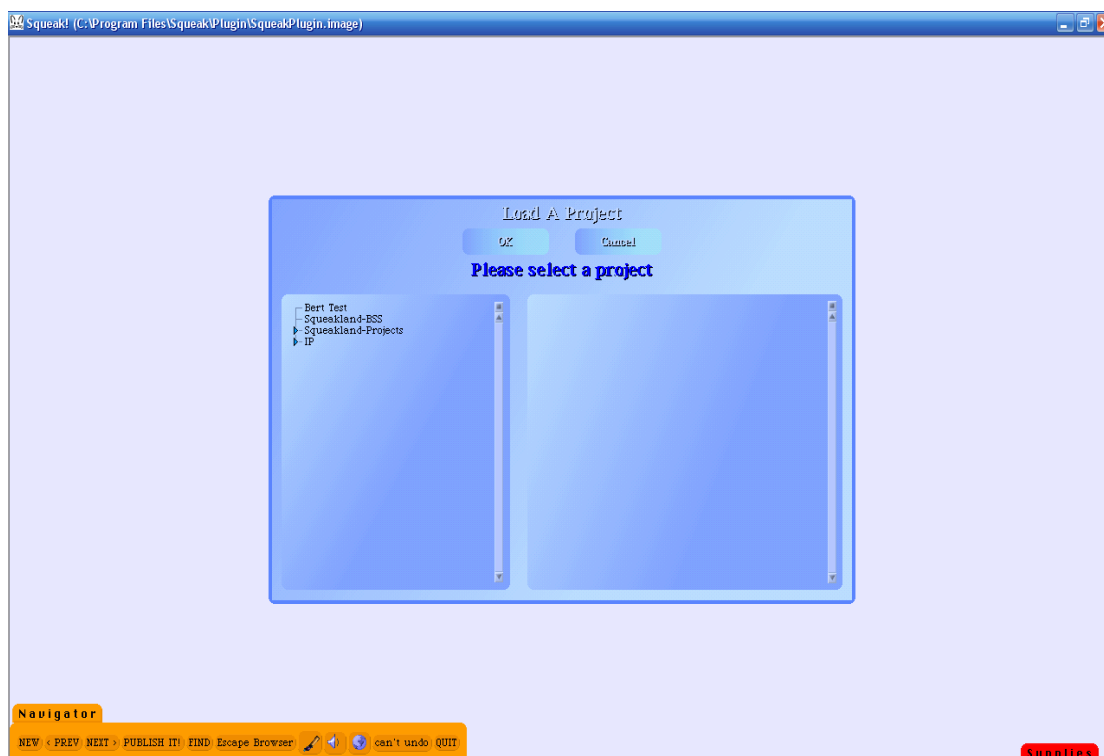 Squeak! (C:\Program Files\Squeak\Plugin\SqueakPlugin.image)
Load A Project
OK Cancel
Please select a project
Bert Test
Squeakland-BSS
Squeakland-Projects
IP
Navigator
NEW < PREV NEXT > PUBLISH IT! FIND Escape Browser can't undo QUIT
Supplies